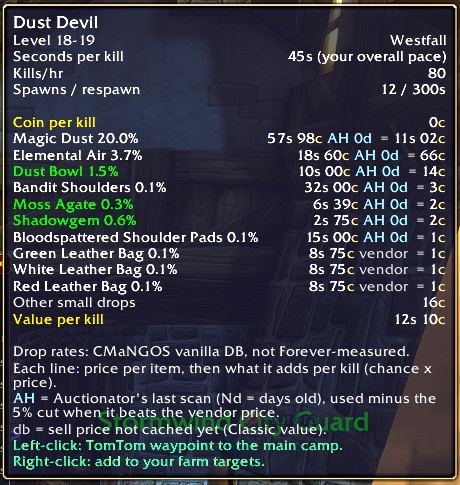 Dust Devil
Level 18-19 Westfall
Seconds per kill 45s (your overall pace)
Kills/hr 80
Spawns / respawn 12 / 300s
Coin per kill 0c
Magic Dust 20.0% 57s 98c AH 0d = 11s 02c
Elemental Air 3.7% 18s 60c AH 0d = 66c
Dust Bowl 1.5% 10s 00c AH 0d = 14c
Bandit Shoulders 0.1% 32s 00c AH 0d = 3c
Moss Agate 0.3% 6s 39c AH 0d = 2c
Shadowgem 0.6% 2s 75c AH 0d = 2c
Bloodspattered Shoulder Pads 0.1% 15s 00c AH 0d = 1c
Green Leather Bag 0.1% 8s 75c vendor = 1c
White Leather Bag 0.1% 8s 75c vendor = 1c
Red Leather Bag 0.1% 8s 75c vendor = 1c
Other small drops 16c
Value per kill 12s 10c
Drop rates: CMaNGOS vanilla DB, not Forever-measured.
Each line: price per item, then what it adds per kill (chance x
price).
AH = Auctionator's last scan (Nd = days old), used minus the
5% cut when it beats the vendor price.
Stormwind City Guard
db = sell price not cached yet (Classic value).
Left-click: TomTom waypoint to the main camp.
Right-click: add to your farm targets.